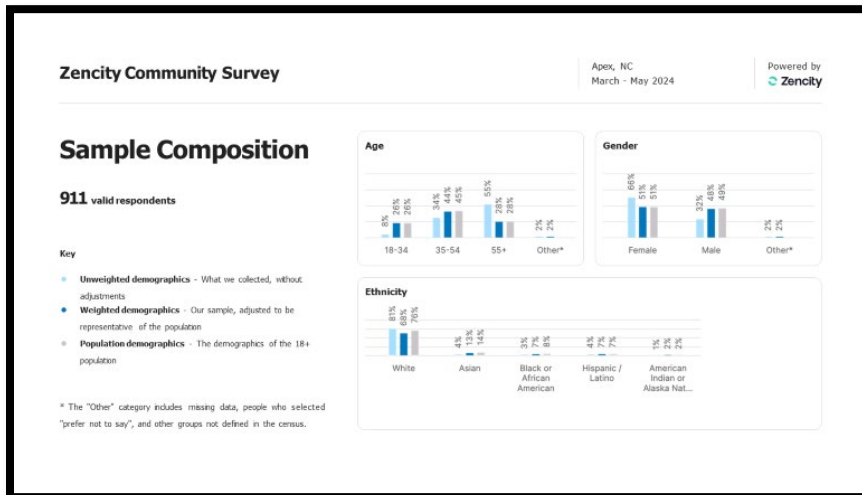 Zencity Community Survey
Apex, NC
March - May 2024
Powered by
Zencity
Sample Composition
911 valid respondents
Key
Unweighted demographics - What we collected, without
adjustments
Weighted demographics - Our sample, adjusted to be
representative of the population
Population demographics - The demographics of the 18+
population
* The "Other" category includes missing data, people who selected
"prefer not to say", and other groups not defined in the census.
Age
8% 26% 26% 34% 44% 45% 55% 28% 28% 2% 2%
18-34 35-54 55+ Other*
Gender
66% 51% 51% 32% 48% 49% 2% 2%
Female Male Other*
Ethnicity
81% 68% 76% 4% 13% 14% 3% 7% 8% 4% 7% 7% 1% 2% 2%
White Asian Black or Hispanic / American
African Latino Indian or
American Alaska Nat...